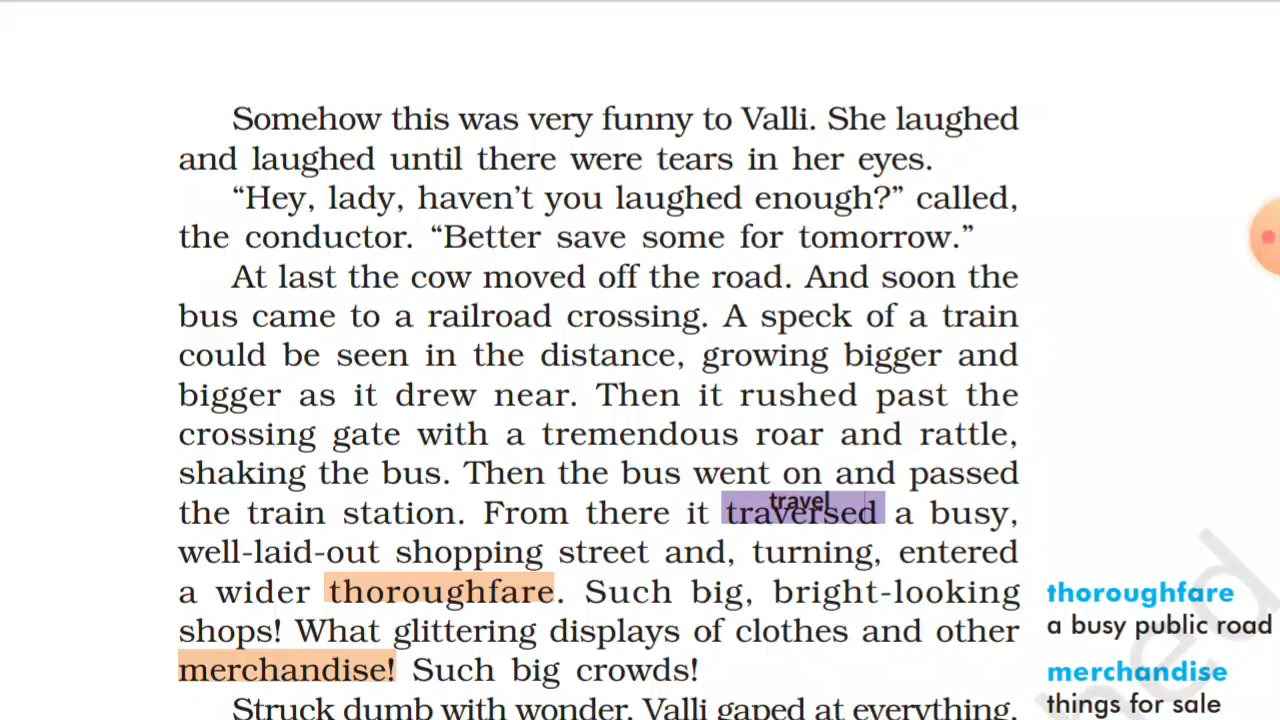 Somehow this was very funny to Valli. She laughed
and laughed until there were tears in her eyes.
“Hey, lady, haven’t you laughed enough?” called,
the conductor. “Better save some for tomorrow.”
At last the cow moved off the road. And soon the
bus came to a railroad crossing. A speck of a train
could be seen in the distance, growing bigger and
bigger as it drew near. Then it rushed past the
crossing gate with a tremendous roar and rattle,
shaking the bus. Then the bus went on and passed
travel
the train station. From there it traversed a busy,
well-laid-out shopping street and, turning, entered
a wider thoroughfare. Such big, bright-looking
shops! What glittering displays of clothes and other
merchandise! Such big crowds!
Struck dumb with wonder, Valli gaped at everything.
thoroughfare
a busy public road
merchandise
things for sale